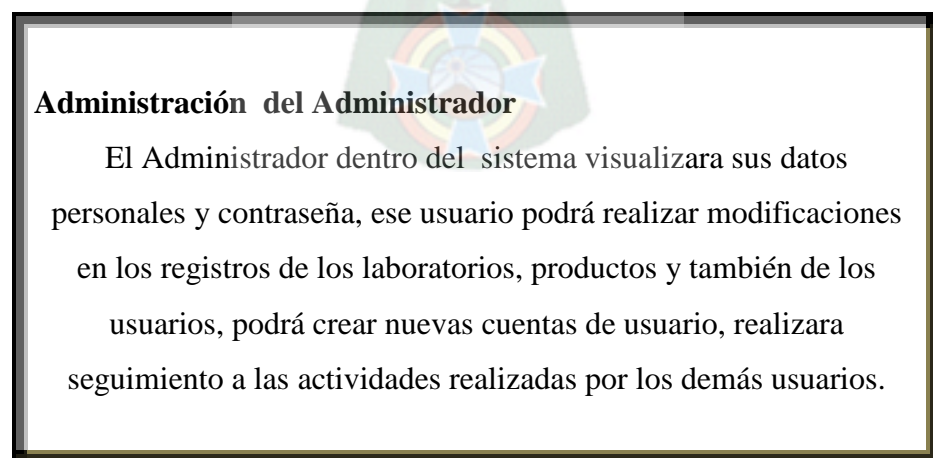 Administración  del Administrador
El Administrador dentro del  sistema visualizara sus datos
personales y contraseña, ese usuario podrá realizar modificaciones
en los registros de los laboratorios, productos y también de los
usuarios, podrá crear nuevas cuentas de usuario, realizara
seguimiento a las actividades realizadas por los demás usuarios.